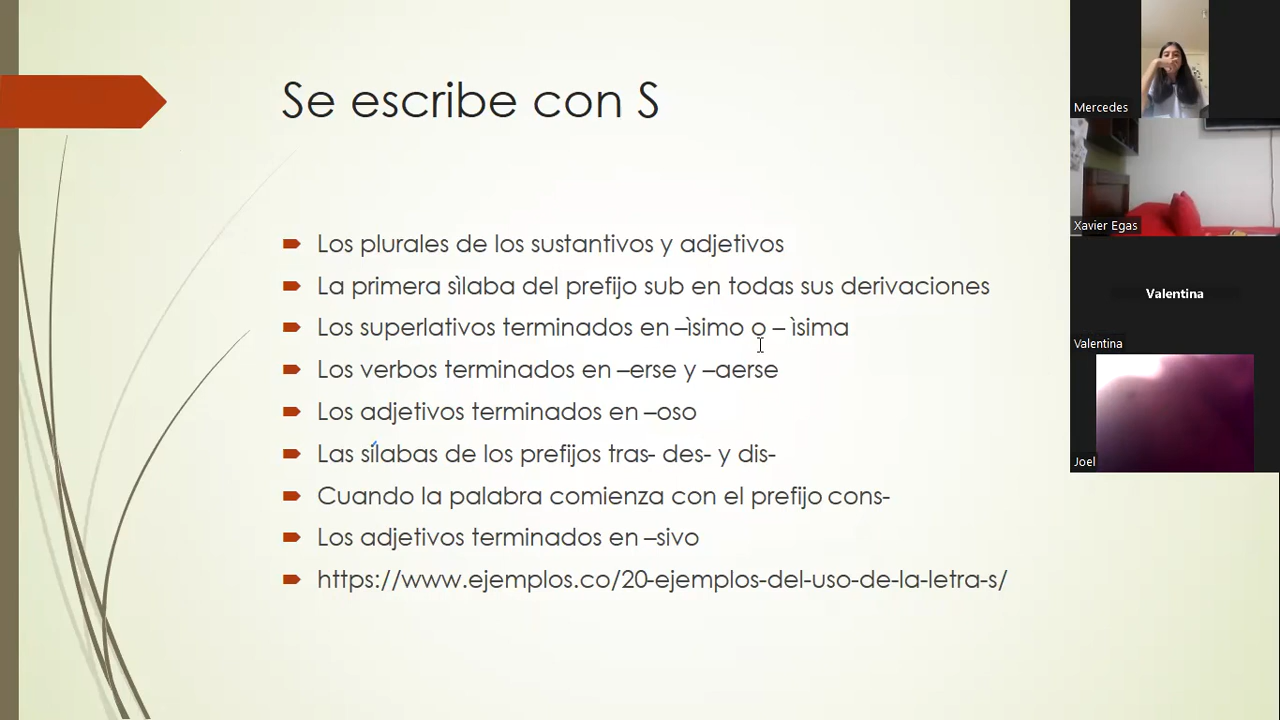 Se escribe con S
Los plurales de los sustantivos y adjetivos
La primera sìlaba del prefijo sub en todas sus derivaciones
Los superlativos terminados en –ìsimo o – ìsima
Los verbos terminados en –erse y –aerse
Los adjetivos terminados en –oso
Las sílabas de los prefijos tras- des- y dis-
Cuando la palabra comienza con el prefijo cons-
Los adjetivos terminados en –sivo
https://www.ejemplos.co/20-ejemplos-del-uso-de-la-letra-s/
Mercedes
Xavier Egas
Valentina
Valentina
Joel